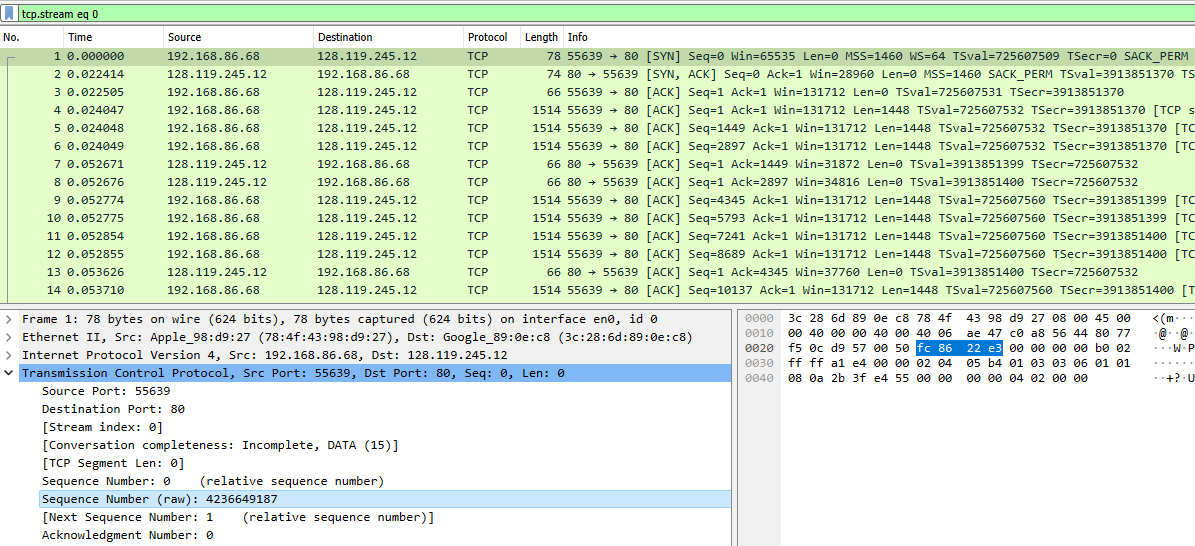 tcp.stream eq 0
No. Time Source Destination Protocol Length Info
1 0.000000 192.168.86.68 128.119.245.12 TCP 78 55639 → 80 [SYN] Seq=0 Win=65535 Len=0 MSS=1460 WS=64 TSval=725607509 TSecr=0 SACK_PERM
2 0.022414 128.119.245.12 192.168.86.68 TCP 74 80 → 55639 [SYN, ACK] Seq=0 Ack=1 Win=28960 Len=0 MSS=1460 SACK_PERM TSval=3913851370 TS
3 0.022505 192.168.86.68 128.119.245.12 TCP 66 55639 → 80 [ACK] Seq=1 Ack=1 Win=131712 Len=0 TSval=725607531 TSecr=3913851370
4 0.024047 192.168.86.68 128.119.245.12 TCP 1514 55639 → 80 [ACK] Seq=1 Ack=1 Win=131712 Len=1448 TSval=725607532 TSecr=3913851370 [TCP s
5 0.024048 192.168.86.68 128.119.245.12 TCP 1514 55639 → 80 [ACK] Seq=1449 Ack=1 Win=131712 Len=1448 TSval=725607532 TSecr=3913851370 [TC
6 0.024049 192.168.86.68 128.119.245.12 TCP 1514 55639 → 80 [ACK] Seq=2897 Ack=1 Win=131712 Len=1448 TSval=725607532 TSecr=3913851370 [TC
7 0.052671 128.119.245.12 192.168.86.68 TCP 66 80 → 55639 [ACK] Seq=1 Ack=1449 Win=31872 Len=0 TSval=3913851399 TSecr=725607532
8 0.052676 128.119.245.12 192.168.86.68 TCP 66 80 → 55639 [ACK] Seq=1 Ack=2897 Win=34816 Len=0 TSval=3913851400 TSecr=725607532
9 0.052774 192.168.86.68 128.119.245.12 TCP 1514 55639 → 80 [ACK] Seq=4345 Ack=1 Win=131712 Len=1448 TSval=725607560 TSecr=3913851399 [TC
10 0.052775 192.168.86.68 128.119.245.12 TCP 1514 55639 → 80 [ACK] Seq=5793 Ack=1 Win=131712 Len=1448 TSval=725607560 TSecr=3913851399 [TC
11 0.052854 192.168.86.68 128.119.245.12 TCP 1514 55639 → 80 [ACK] Seq=7241 Ack=1 Win=131712 Len=1448 TSval=725607560 TSecr=3913851400 [TC
12 0.052855 192.168.86.68 128.119.245.12 TCP 1514 55639 → 80 [ACK] Seq=8689 Ack=1 Win=131712 Len=1448 TSval=725607560 TSecr=3913851400 [TC
13 0.053626 128.119.245.12 192.168.86.68 TCP 66 80 → 55639 [ACK] Seq=1 Ack=4345 Win=37760 Len=0 TSval=3913851400 TSecr=725607532
14 0.053710 192.168.86.68 128.119.245.12 TCP 1514 55639 → 80 [ACK] Seq=10137 Ack=1 Win=131712 Len=1448 TSval=725607560 TSecr=3913851400 [T
Frame 1: 78 bytes on wire (624 bits), 78 bytes captured (624 bits) on interface en0, id 0
Ethernet II, Src: Apple_98:d9:27 (78:4f:43:98:d9:27), Dst: Google_89:0e:c8 (3c:28:6d:89:0e:c8)
Internet Protocol Version 4, Src: 192.168.86.68, Dst: 128.119.245.12
Transmission Control Protocol, Src Port: 55639, Dst Port: 80, Seq: 0, Len: 0
Source Port: 55639
Destination Port: 80
[Stream index: 0]
[Conversation completeness: Incomplete, DATA (15)]
[TCP Segment Len: 0]
Sequence Number: 0 (relative sequence number)
Sequence Number (raw): 4236649187
[Next Sequence Number: 1 (relative sequence number)]
Acknowledgment Number: 0
0000 3c 28 6d 89 0e c8 78 4f 43 98 d9 27 08 00 45 00 <(m···
0010 00 40 00 00 40 00 40 06 ae 47 c0 a8 56 44 80 77 ·@··@·
0020 f5 0c d9 57 00 50 fc 86 22 e3 00 00 00 00 b0 02 ···W·P
0030 ff ff a1 e4 00 00 02 04 05 b4 01 03 03 06 01 01 ······
0040 08 0a 2b 3f e4 55 00 00 00 00 04 02 00 00 ··+?·U